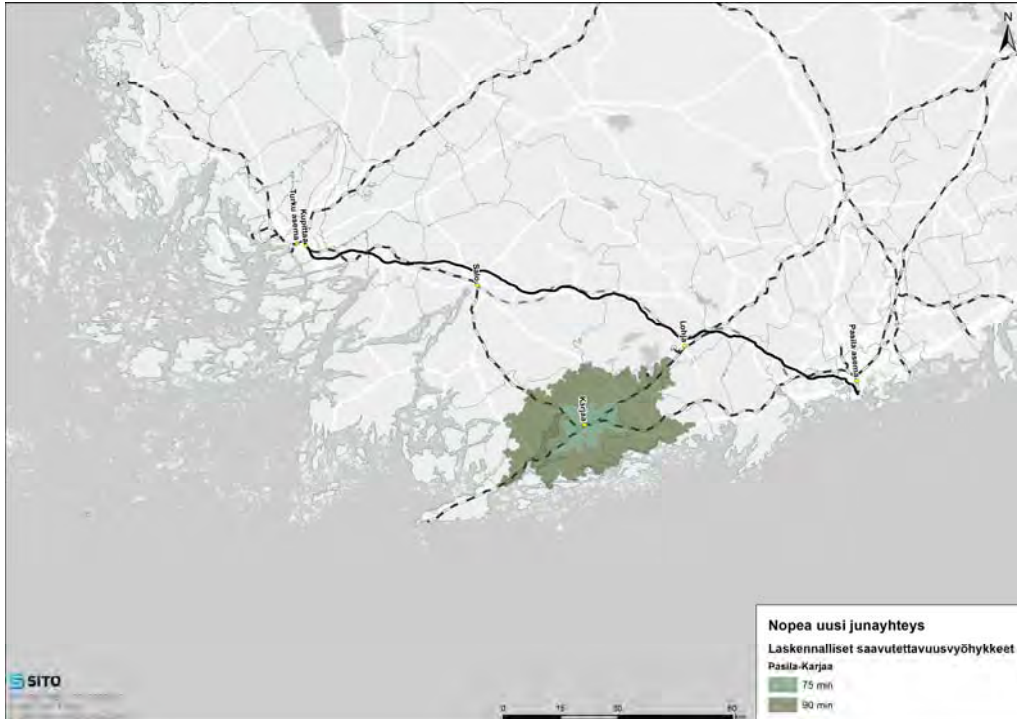 N
Turku asema
Kupittaa
Salo
Lohja
Pasila asema
Karjaa
Nopea uusi junayhteys
Laskennalliset saavutettavuusvyöhykkeet
Pasila-Karjaa
75 min
90 min
SITO
0 15 30 60